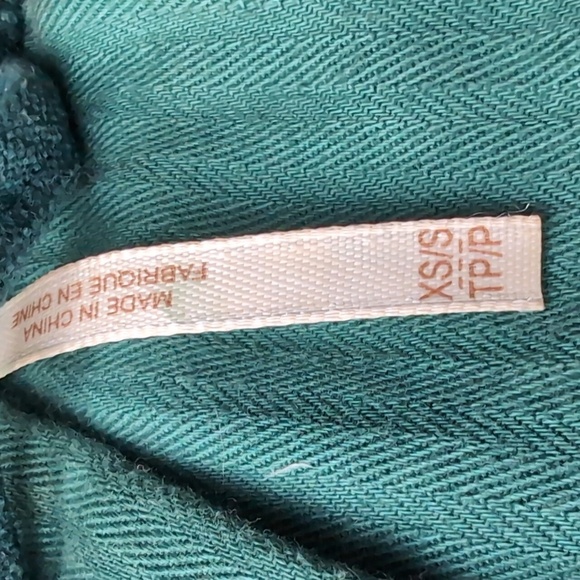 XS/S
TP/P
MADE IN CHINA
FABRIQUE EN CHINE